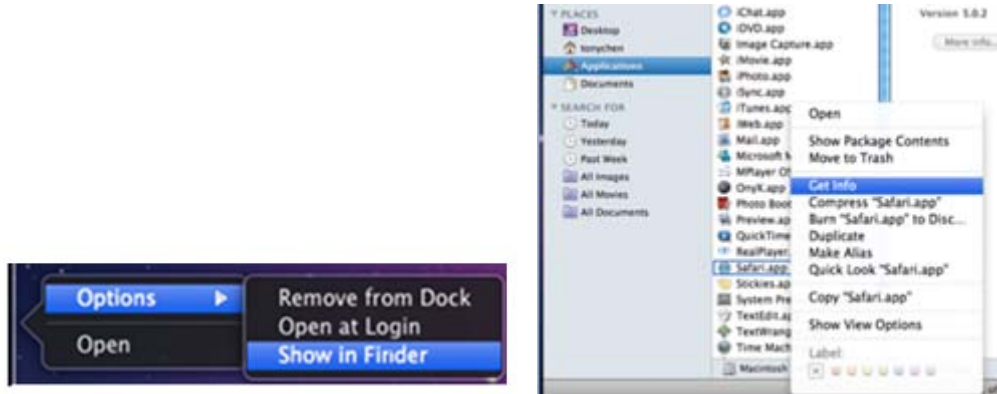 Options
Open
Remove from Dock
Open at Login
Show in Finder
PLACES
Desktop
tonychen
Applications
Documents
SEARCH FOR
Today
Yesterday
Past Week
All Images
All Movies
All Documents
iChat.app
iDVD.app
Image Capture.app
iMovie.app
iPhoto.app
iSync.app
iTunes.app
iWeb.app
Mail.app
Microsoft
MPlayer
OnyX.app
Photo Boot
Preview.ap
QuickTime
RealPlayer.
Safari.app
Stickies.ap
System Pre
TextEdit.a
TextWrang
Time Mach
Macintosh
Version 5.0.2
More info...
Open
Show Package Contents
Move to Trash
Get Info
Compress "Safari.app"
Burn "Safari.app" to Disc...
Duplicate
Make Alias
Quick Look "Safari.app"
Copy "Safari.app"
Show View Options
Label: